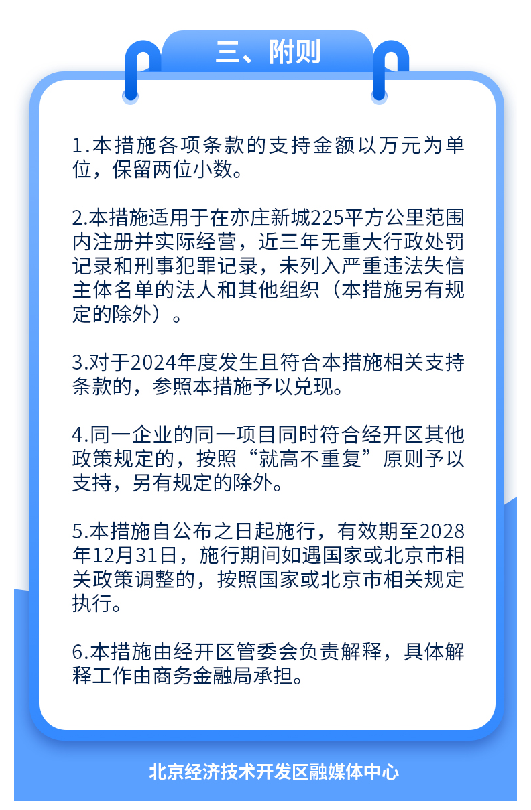 三、附则
1.本措施各项条款的支持金额以万元为单
位，保留两位小数。
2.本措施适用于在亦庄新城225平方公里范围
内注册并实际经营，近三年无重大行政处罚
记录和刑事犯罪记录，未列入严重违法失信
主体名单的法人和其他组织（本措施另有规
定的除外）。
3.对于2024年度发生且符合本措施相关支持
条款的，参照本措施予以兑现。
4.同一企业的同一项目同时符合经开区其他
政策规定的，按照“就高不重复”原则予以
支持，另有规定的除外。
5.本措施自公布之日起施行，有效期至2028
年12月31日，施行期间如遇国家或北京市相
关政策调整的，按照国家或北京市相关规定
执行。
6.本措施由经开区管委会负责解释，具体解
释工作由商务金融局承担。
北京经济技术开发区融媒体中心